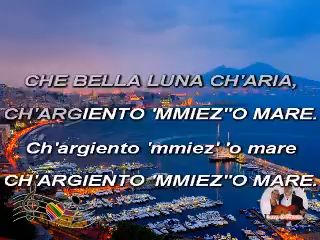 CHE BELLA LUNA CH'ARIA,
CH'ARGIENTO 'MMIEZ''O MARE.
Ch'argiento 'mmiez' 'o mare
CH'ARGIENTO 'MMIEZ''O MARE.